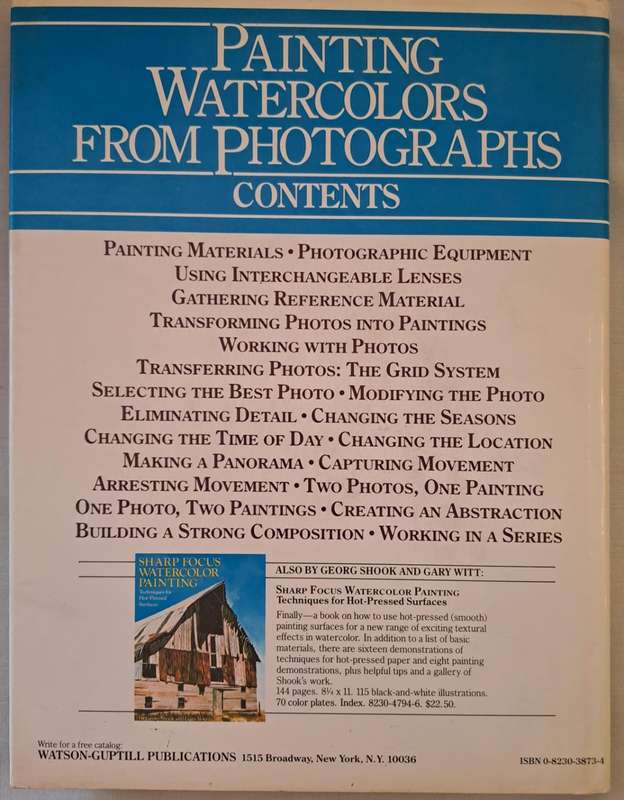 PAINTING
WATERCOLORS
FROM PHOTOGRAPHS
CONTENTS
PAINTING MATERIALS • PHOTOGRAPHIC EQUIPMENT
USING INTERCHANGEABLE LENSES
GATHERING REFERENCE MATERIAL
TRANSFORMING PHOTOS INTO PAINTINGS
WORKING WITH PHOTOS
TRANSFERRING PHOTOS: THE GRID SYSTEM
SELECTING THE BEST PHOTO • MODIFYING THE PHOTO
ELIMINATING DETAIL • CHANGING THE SEASONS
CHANGING THE TIME OF DAY • CHANGING THE LOCATION
MAKING A PANORAMA • CAPTURING MOVEMENT
ARRESTING MOVEMENT • TWO PHOTOS, ONE PAINTING
ONE PHOTO, TWO PAINTINGS • CREATING AN ABSTRACTION
BUILDING A STRONG COMPOSITION • WORKING IN A SERIES
SHARP FOCUS
WATERCOLOR
PAINTING
Techniques for
Hot-Pressed
Surfaces
ALSO BY GEORG SHOOK AND GARY WITT:
SHARP FOCUS WATERCOLOR PAINTING
Techniques for Hot-Pressed Surfaces
Finally—a book on how to use hot-pressed (smooth)
painting surfaces for a new range of exciting textural
effects in watercolor. In addition to a list of basic
materials, there are sixteen demonstrations of
techniques for hot-pressed paper and eight painting
demonstrations, plus helpful tips and a gallery of
Shook's work.
144 pages. 8¼ x 11. 115 black-and-white illustrations.
70 color plates. Index. 8230-4794-6. $22.50.
Write for a free catalog:
WATSON-GUPTILL PUBLICATIONS 1515 Broadway, New York, N.Y. 10036
ISBN 0-8230-3873-4